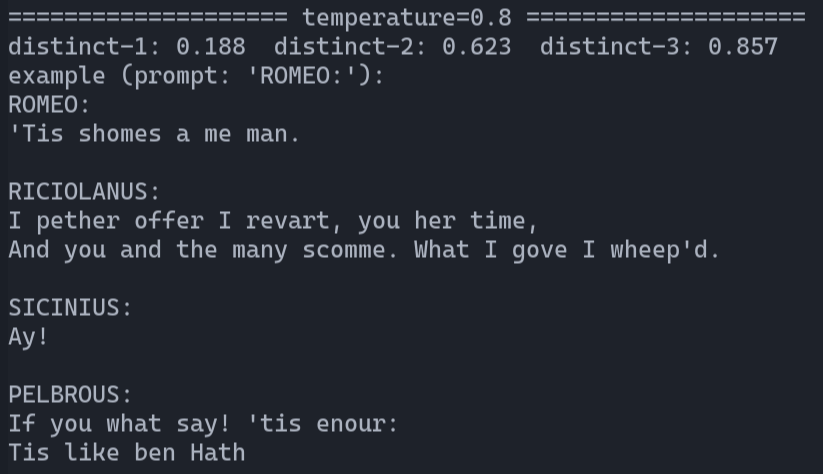 ==================== temperature=0.8 ====================
distinct-1: 0.188  distinct-2: 0.623  distinct-3: 0.857
example (prompt: 'ROMEO:'):
ROMEO:
'Tis shomes a me man.
RICIOLANUS:
I pether offer I revart, you her time,
And you and the many scomme. What I gove I wheep'd.
SICINIUS:
Ay!
PELBROUS:
If you what say! 'tis enour:
Tis like ben Hath